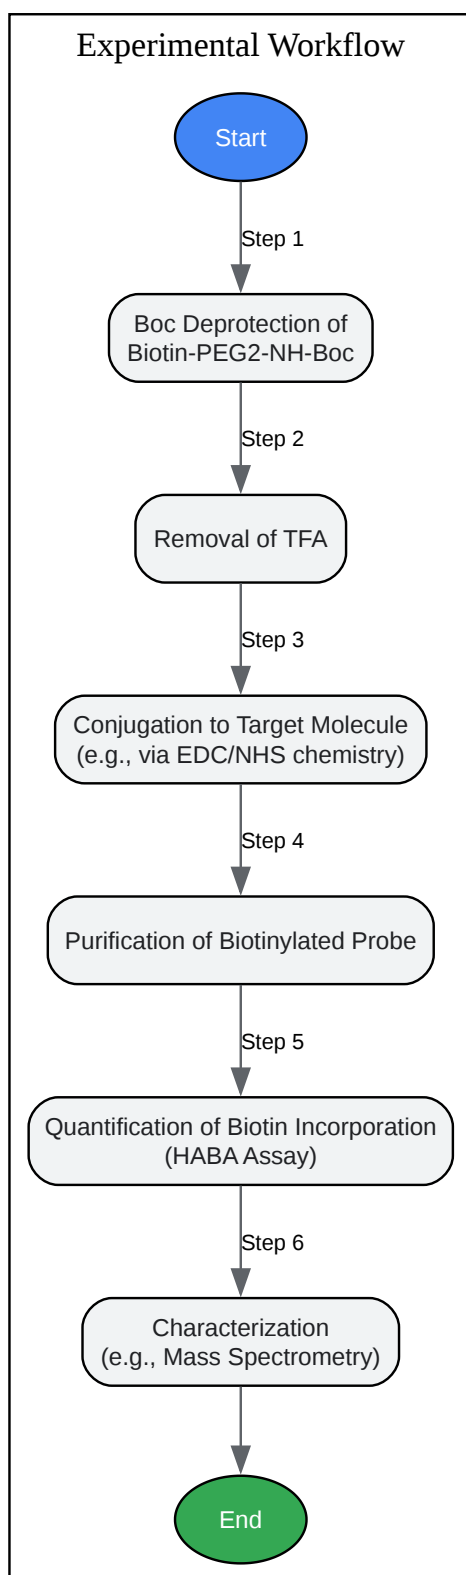 Experimental Workflow
Start
Step 1
Boc Deprotection of
Biotin-PEG2-NH-Boc
Step 2
Removal of TFA
Step 3
Conjugation to Target Molecule
(e.g., via EDC/NHS chemistry)
Step 4
Purification of Biotinylated Probe
Step 5
Quantification of Biotin Incorporation
(HABA Assay)
Step 6
Characterization
(e.g., Mass Spectrometry)
End